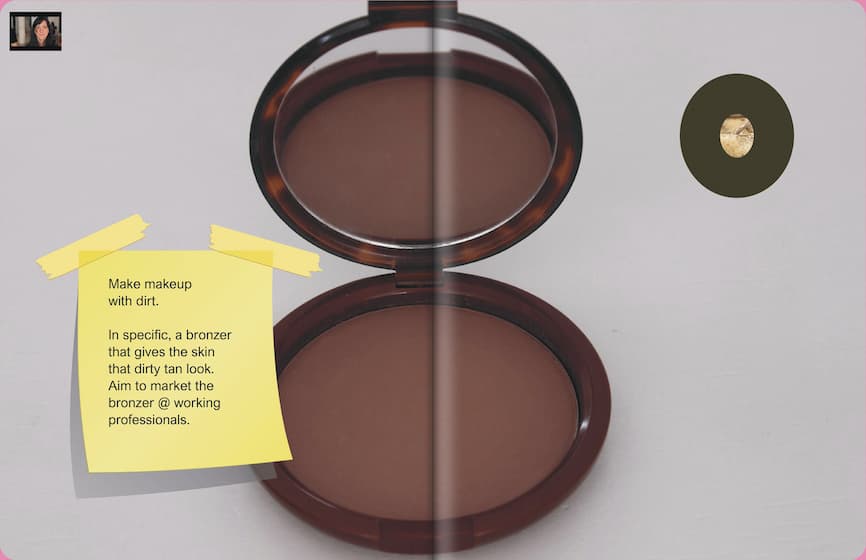 Make makeup
with dirt.
In specific, a bronzer
that gives the skin
that dirty tan look.
Aim to market the
bronzer @ working
professionals.